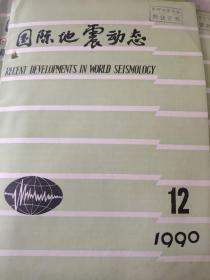 国际地震动态
RECENT DEVELOPMENTS IN WORLD SEISMOLOGY
12
1990